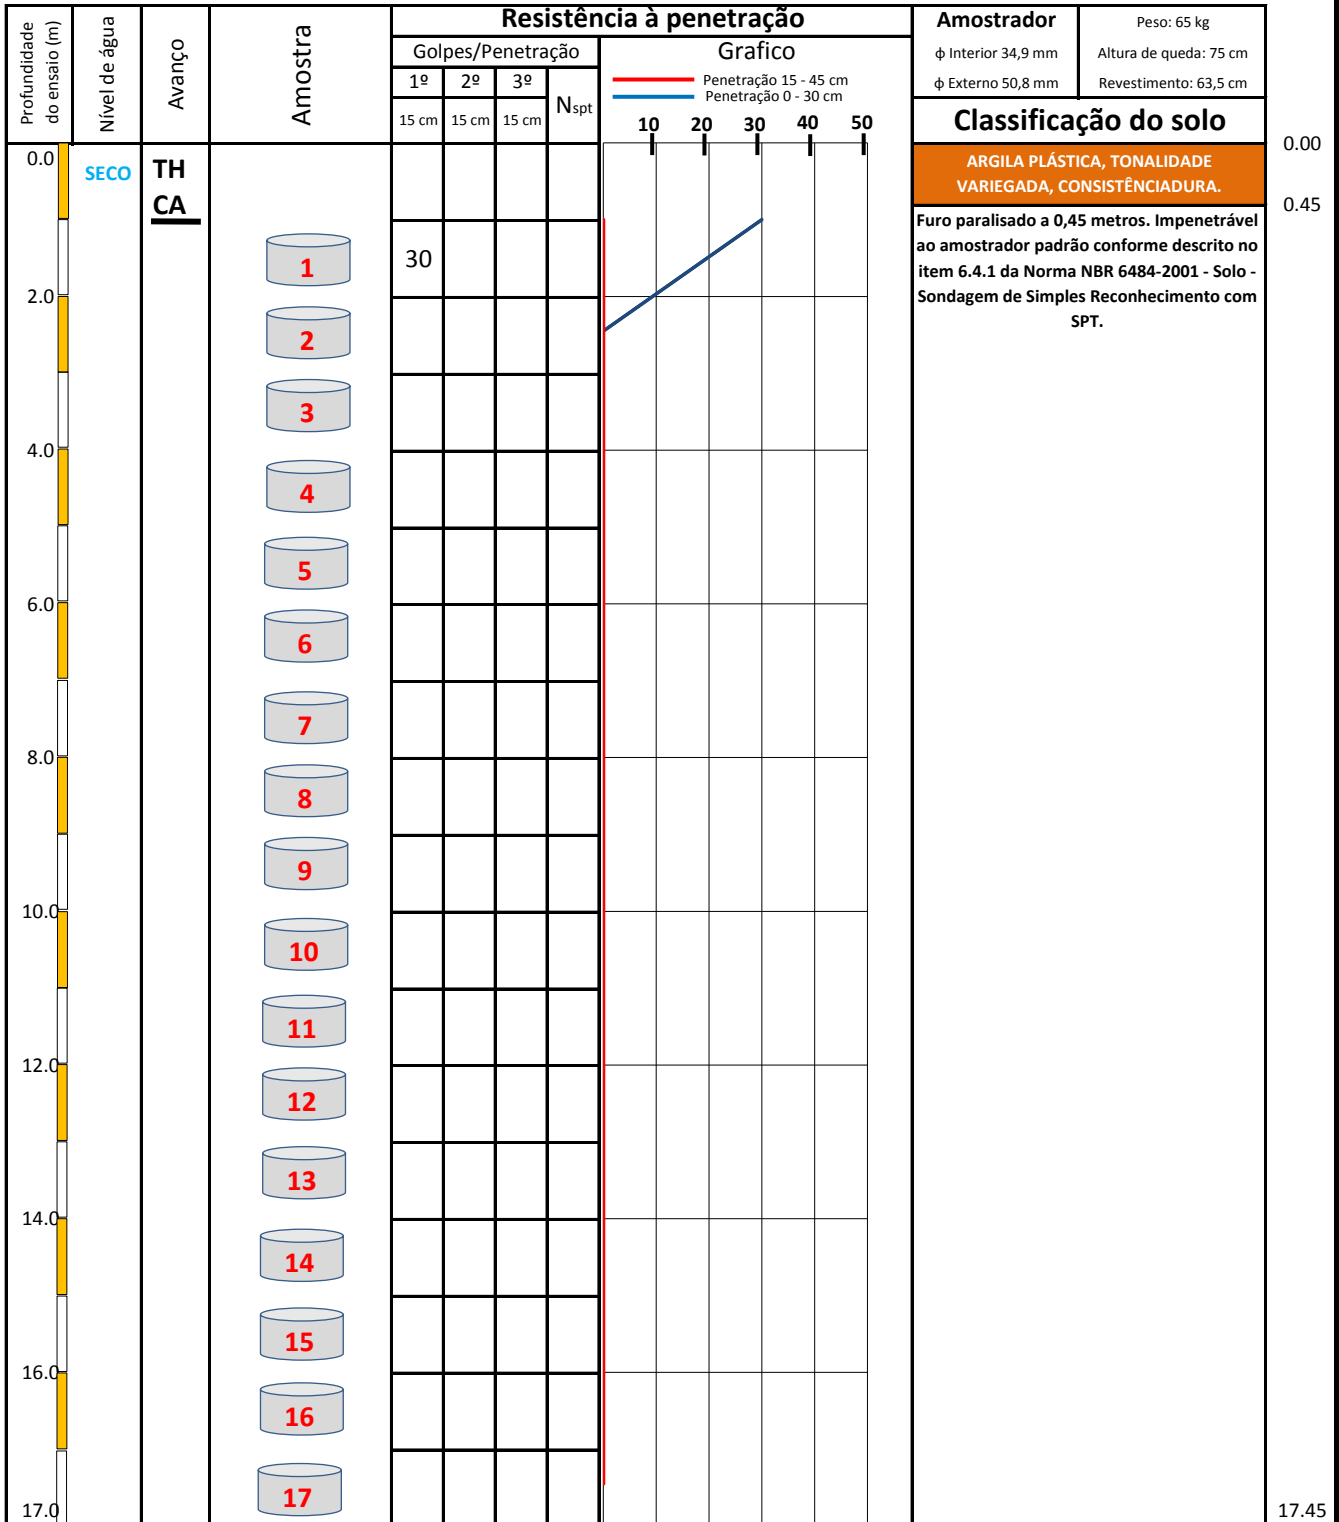 Profundidade
do ensaio (m)
Nível de água
Avanço
Amostra
Resistência à penetração
Golpes/Penetração
1º 2º 3º
15 cm 15 cm 15 cm
Nspt
Grafico
Penetração 15 - 45 cm
Penetração 0 - 30 cm
10 20 30 40 50
Amostrador
ϕ Interior 34,9 mm
ϕ Externo 50,8 mm
Peso: 65 kg
Altura de queda: 75 cm
Revestimento: 63,5 cm
Classificação do solo
0.00
0.0
SECO
TH
CA
ARGILA PLÁSTICA, TONALIDADE
VARIEGADA, CONSISTÊNCIADURA.
0.45
Furo paralisado a 0,45 metros. Impenetrável
ao amostrador padrão conforme descrito no
item 6.4.1 da Norma NBR 6484-2001 - Solo -
Sondagem de Simples Reconhecimento com
SPT.
1
30
2.0
2
3
4.0
4
5
6.0
6
7
8.0
8
9
10.0
10
11
12.0
12
13
14.0
14
15
16.0
16
17
17.0
17.45